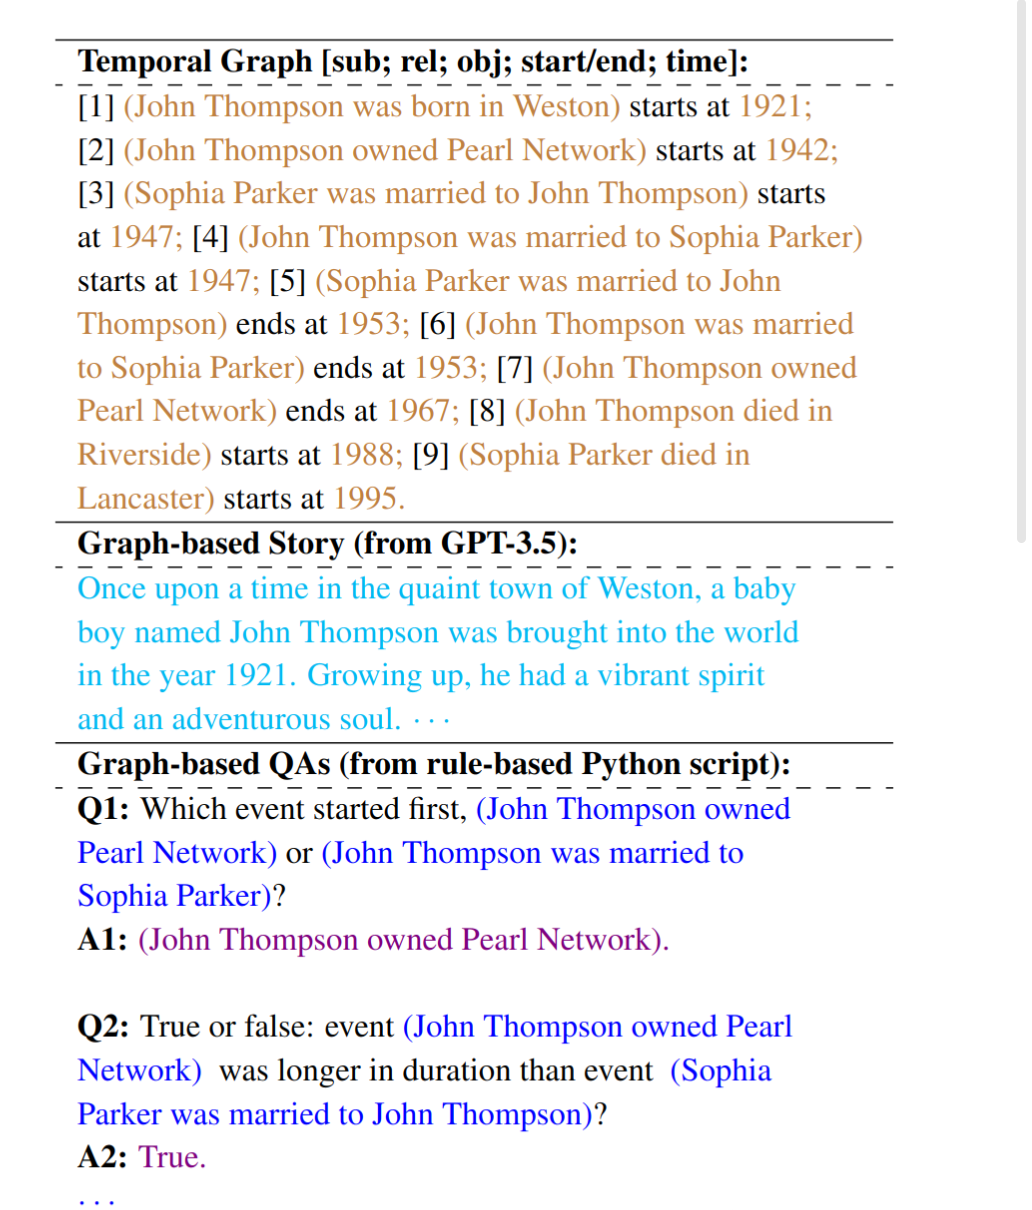 Temporal Graph [sub; rel; obj; start/end; time]:
[1] (John Thompson was born in Weston) starts at 1921;
[2] (John Thompson owned Pearl Network) starts at 1942;
[3] (Sophia Parker was married to John Thompson) starts
at 1947; [4] (John Thompson was married to Sophia Parker)
starts at 1947; [5] (Sophia Parker was married to John
Thompson) ends at 1953; [6] (John Thompson was married
to Sophia Parker) ends at 1953; [7] (John Thompson owned
Pearl Network) ends at 1967; [8] (John Thompson died in
Riverside) starts at 1988; [9] (Sophia Parker died in
Lancaster) starts at 1995.
Graph-based Story (from GPT-3.5):
Once upon a time in the quaint town of Weston, a baby
boy named John Thompson was brought into the world
in the year 1921. Growing up, he had a vibrant spirit
and an adventurous soul. · · ·
Graph-based QAs (from rule-based Python script):
Q1: Which event started first, (John Thompson owned
Pearl Network) or (John Thompson was married to
Sophia Parker)?
A1: (John Thompson owned Pearl Network).
Q2: True or false: event (John Thompson owned Pearl
Network) was longer in duration than event (Sophia
Parker was married to John Thompson)?
A2: True.
· · ·